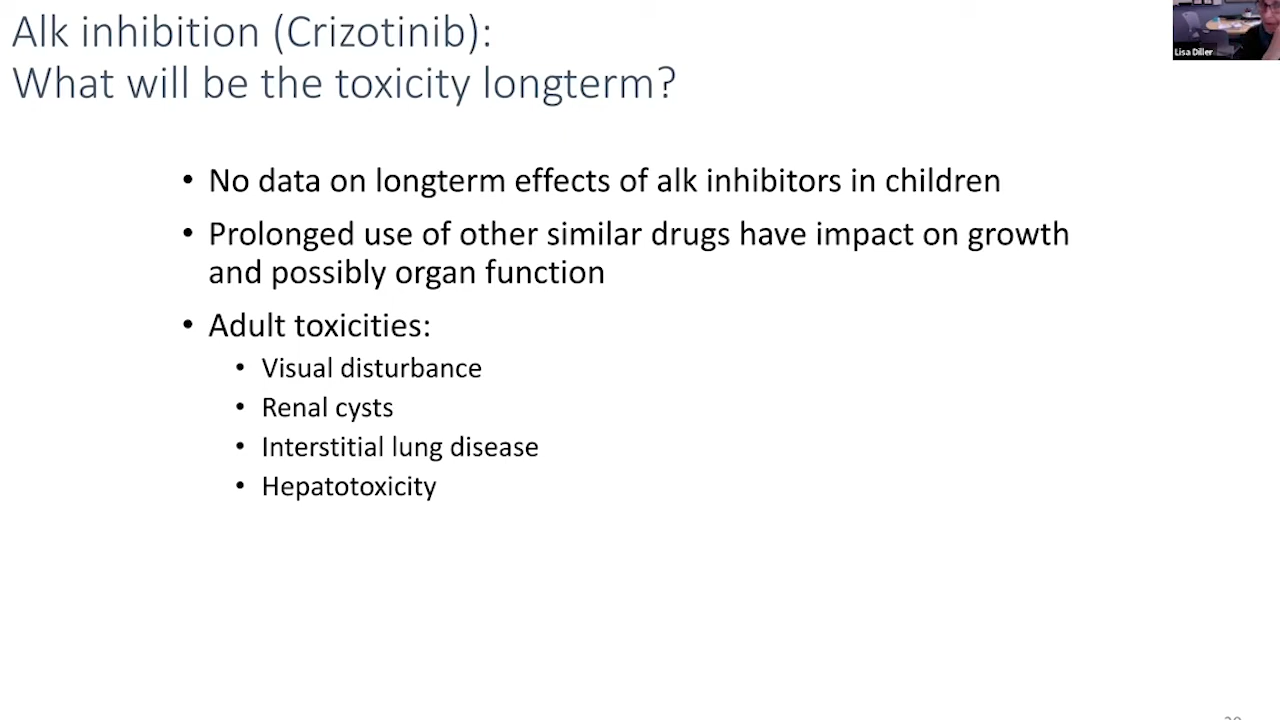 Alk inhibition (Crizotinib):
What will be the toxicity longterm?
Lisa Diller
• No data on longterm effects of alk inhibitors in children
• Prolonged use of other similar drugs have impact on growth
and possibly organ function
• Adult toxicities:
• Visual disturbance
• Renal cysts
• Interstitial lung disease
• Hepatotoxicity